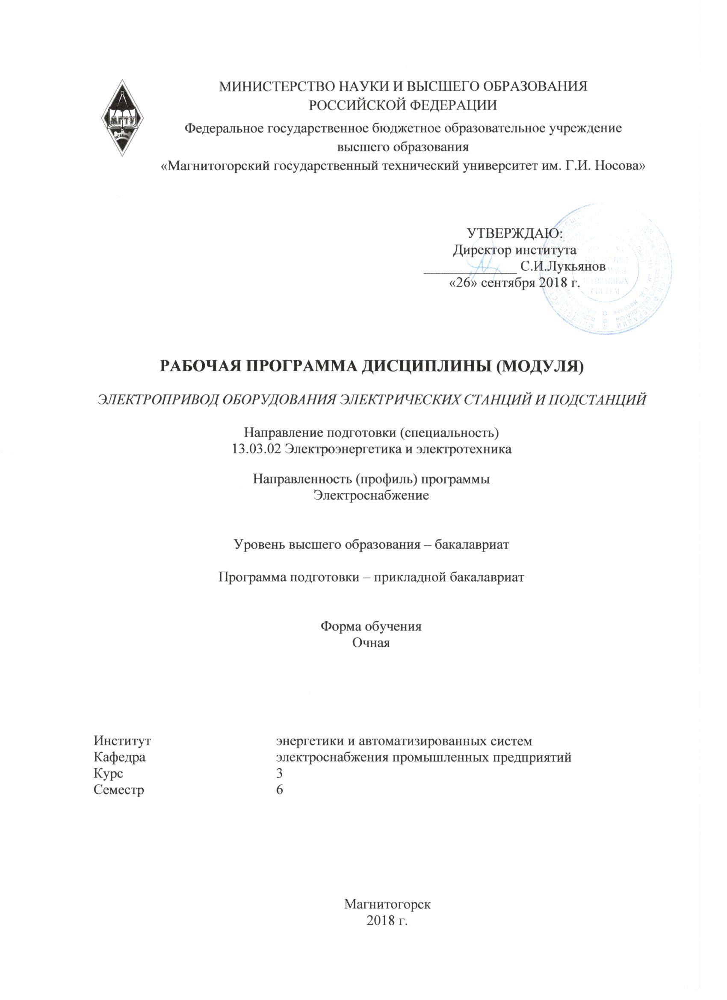 МИНИСТЕРСТВО НАУКИ И ВЫСШЕГО ОБРАЗОВАНИЯ
РОССИЙСКОЙ ФЕДЕРАЦИИ
Федеральное государственное бюджетное образовательное учреждение
высшего образования
«Магнитогорский государственный технический университет им. Г.И. Носова»
МГТУ
УТВЕРЖДАЮ:
Директор института
С.И.Лукьянов
«26» сентября 2018 г.
РАБОЧАЯ ПРОГРАММА ДИСЦИПЛИНЫ (МОДУЛЯ)
ЭЛЕКТРОПРИВОД ОБОРУДОВАНИЯ ЭЛЕКТРИЧЕСКИХ СТАНЦИЙ И ПОДСТАНЦИЙ
Направление подготовки (специальность)
13.03.02 Электроэнергетика и электротехника
Направленность (профиль) программы
Электроснабжение
Уровень высшего образования – бакалавриат
Программа подготовки – прикладной бакалавриат
Форма обучения
Очная
Институт энергетики и автоматизированных систем
Кафедра электроснабжения промышленных предприятий
Курс 3
Семестр 6
Магнитогорск
2018 г.